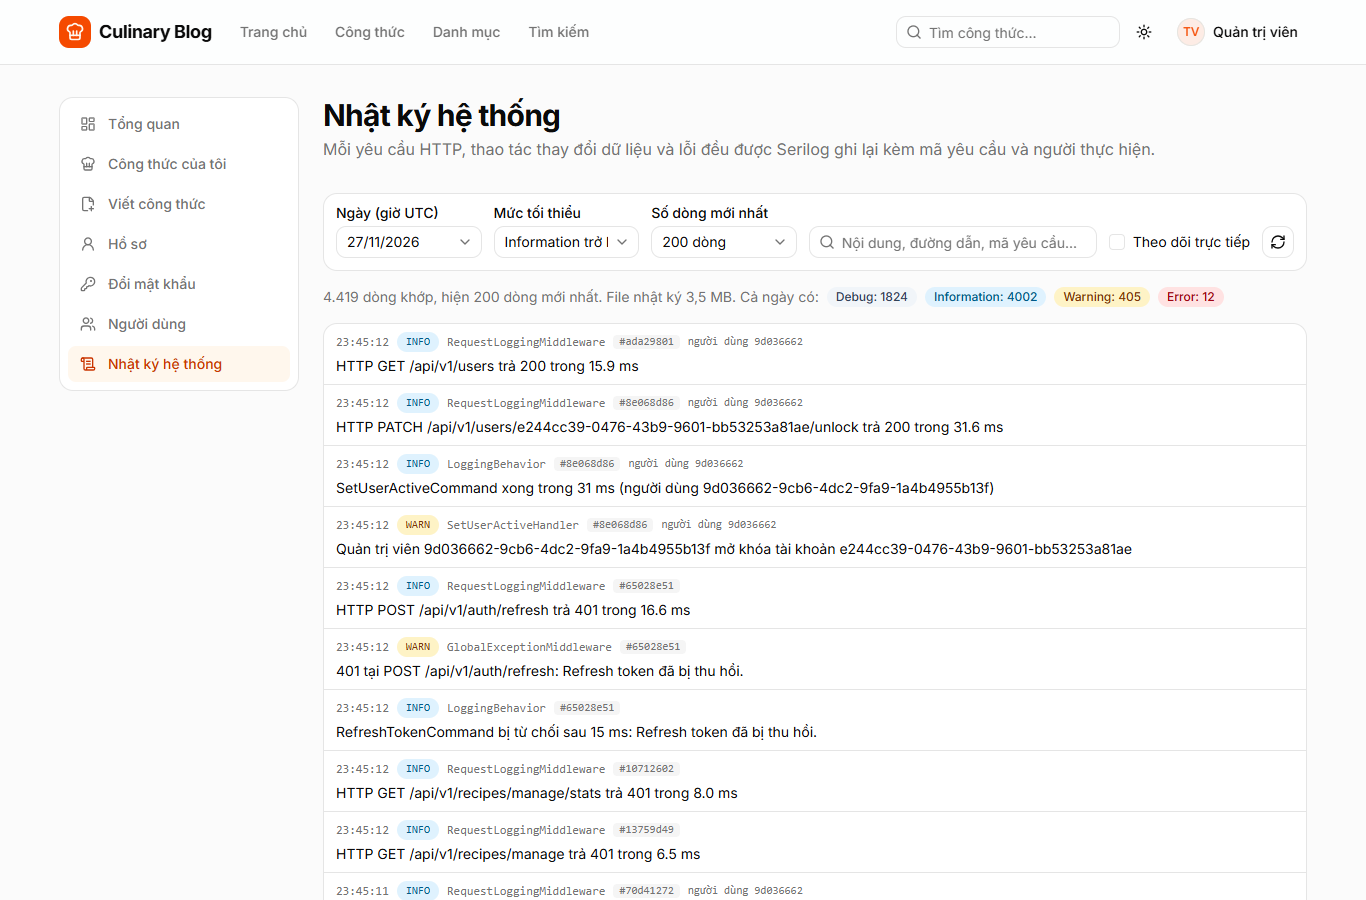 Culinary Blog Trang chủ Công thức Danh mục Tìm kiếm Tìm công thức... TV Quản trị viên
Tổng quan
Công thức của tôi
Viết công thức
Hồ sơ
Đổi mật khẩu
Người dùng
Nhật ký hệ thống
Nhật ký hệ thống
Mỗi yêu cầu HTTP, thao tác thay đổi dữ liệu và lỗi đều được Serilog ghi lại kèm mã yêu cầu và người thực hiện.
Ngày (giờ UTC) Mức tối thiểu Số dòng mới nhất
27/11/2026 Information trở l 200 dòng Nội dung, đường dẫn, mã yêu cầu... Theo dõi trực tiếp
4.419 dòng khớp, hiện 200 dòng mới nhất. File nhật ký 3,5 MB. Cả ngày có: Debug: 1824 Information: 4002 Warning: 405 Error: 12
23:45:12 INFO RequestLoggingMiddleware #ada29801 người dùng 9d036662
HTTP GET /api/v1/users trả 200 trong 15.9 ms
23:45:12 INFO RequestLoggingMiddleware #8e068d86 người dùng 9d036662
HTTP PATCH /api/v1/users/e244cc39-0476-43b9-9601-bb53253a81ae/unlock trả 200 trong 31.6 ms
23:45:12 INFO LoggingBehavior #8e068d86 người dùng 9d036662
SetUserActiveCommand xong trong 31 ms (người dùng 9d036662-9cb6-4dc2-9fa9-1a4b4955b13f)
23:45:12 WARN SetUserActiveHandler #8e068d86 người dùng 9d036662
Quản trị viên 9d036662-9cb6-4dc2-9fa9-1a4b4955b13f mở khóa tài khoản e244cc39-0476-43b9-9601-bb53253a81ae
23:45:12 INFO RequestLoggingMiddleware #65028e51
HTTP POST /api/v1/auth/refresh trả 401 trong 16.6 ms
23:45:12 WARN GlobalExceptionMiddleware #65028e51
401 tại POST /api/v1/auth/refresh: Refresh token đã bị thu hồi.
23:45:12 INFO LoggingBehavior #65028e51
RefreshTokenCommand bị từ chối sau 15 ms: Refresh token đã bị thu hồi.
23:45:12 INFO RequestLoggingMiddleware #10712602
HTTP GET /api/v1/recipes/manage/stats trả 401 trong 8.0 ms
23:45:12 INFO RequestLoggingMiddleware #13759d49
HTTP GET /api/v1/recipes/manage trả 401 trong 6.5 ms
23:45:11 INFO RequestLoggingMiddleware #70d41272 người dùng 9d036662